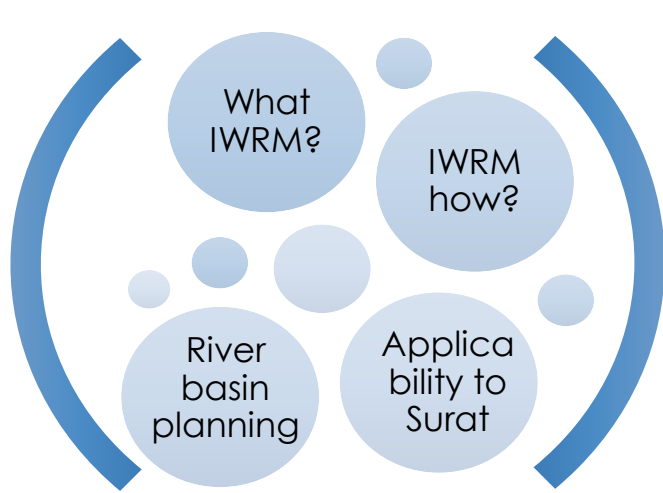 What
IWRM?
IWRM
how?
River
basin
planning
Applica
bility to
Surat